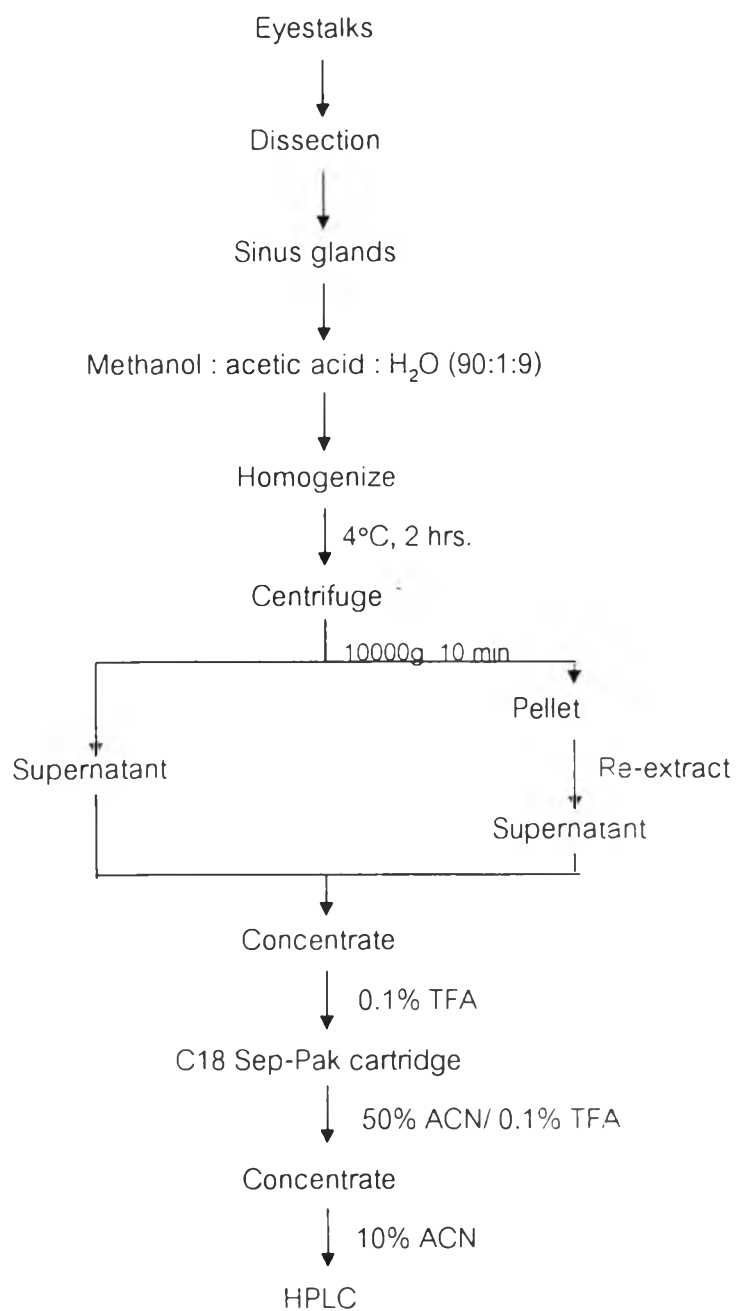 Eyestalks
Dissection
Sinus glands
Methanol : acetic acid : H₂O (90:1:9)
Homogenize
4°C, 2 hrs.
Centrifuge
10000g 10 min
Pellet
Supernatant
Re-extract
Supernatant
Concentrate
0.1% TFA
C18 Sep-Pak cartridge
50% ACN/ 0.1% TFA
Concentrate
10% ACN
HPLC